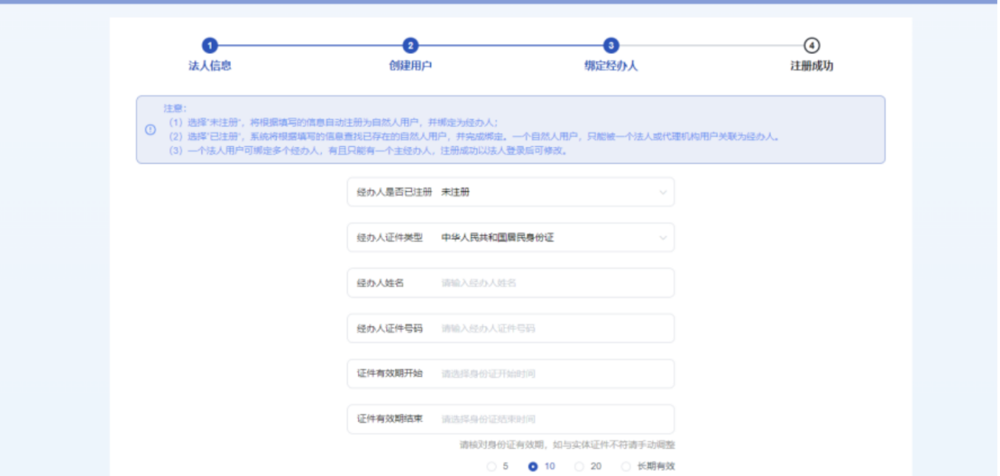 1 2 3 4
法人信息 创建用户 绑定经办人 注册成功
注意：
（1）选择"未注册"，将根据填写的信息自动注册为自然人用户，并绑定为经办人；
（2）选择"已注册"，系统将根据填写的信息查找已存在的自然人用户，并完成绑定。一个自然人用户，只能被一个法人或代理机构用户关联为经办人。
（3）一个法人用户可绑定多个经办人，有且只能有一个主经办人，注册成功以法人登录后可修改。
经办人是否已注册 未注册
经办人证件类型 中华人民共和国居民身份证
经办人姓名 请输入经办人姓名
经办人证件号码 请输入经办人证件号码
证件有效期开始 请选择身份证开始时间
证件有效期结束 请选择身份证结束时间
请核对身份证有效期，如与实体证件不符请手动调整
5 10 20 长期有效